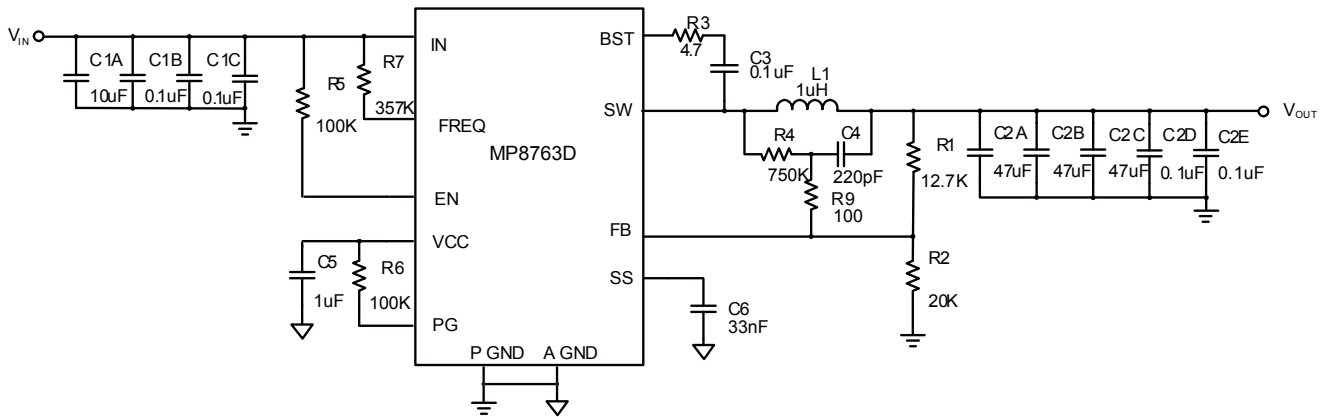 VIN
C1A
C1B
C1C
10uF
0.1uF
0.1uF
R5
100K
R7
357K
IN
FREQ
EN
VCC
PG
MP8763D
P GND
A GND
BST
SW
FB
SS
C5
1uF
R6
100K
R3
4.7
C3
0.1uF
L1
1uH
R4
750K
C4
220pF
R9
100
R1
12.7K
R2
20K
C6
33nF
C2A
C2B
C2C
C2D
C2E
47uF
47uF
47uF
0.1uF
0.1uF
VOUT